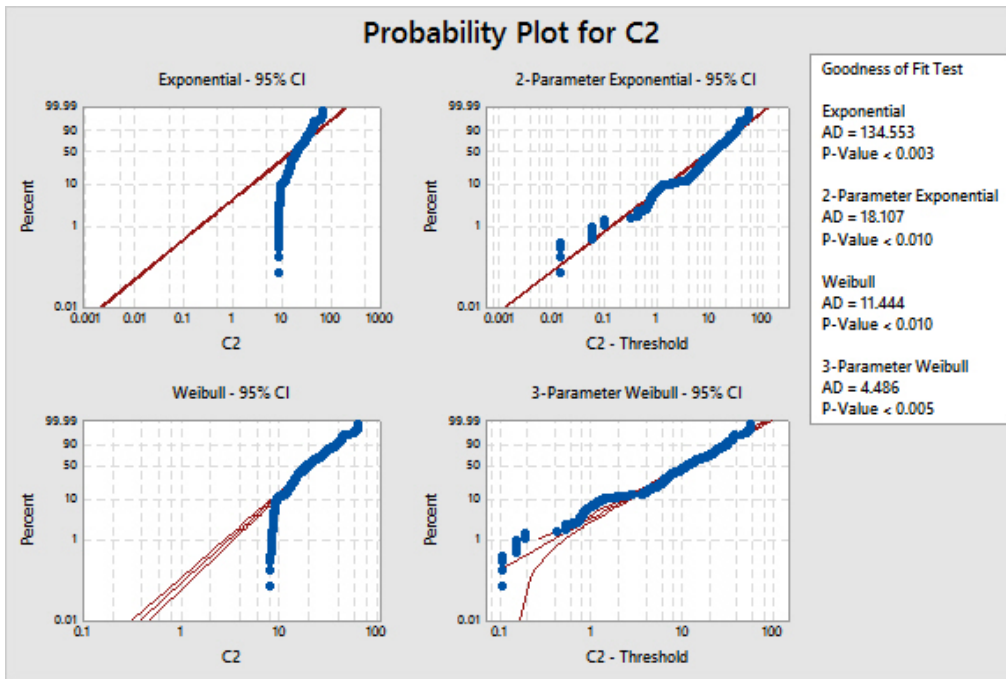 Probability Plot for C2
Exponential - 95% CI
99.99
90
50
10
1
0.01
Percent
0.001 0.01 0.1 1 10 100 1000
C2
2-Parameter Exponential - 95% CI
99.99
90
50
10
1
0.01
Percent
0.001 0.01 0.1 1 10 100
C2 - Threshold
Weibull - 95% CI
99.99
90
50
10
1
0.01
Percent
0.1 1 10 100
C2
3-Parameter Weibull - 95% CI
99.99
90
50
10
1
0.01
Percent
0.1 1 10 100
C2 - Threshold
Goodness of Fit Test
Exponential
AD = 134.553
P-Value < 0.003
2-Parameter Exponential
AD = 18.107
P-Value < 0.010
Weibull
AD = 11.444
P-Value < 0.010
3-Parameter Weibull
AD = 4.486
P-Value < 0.005